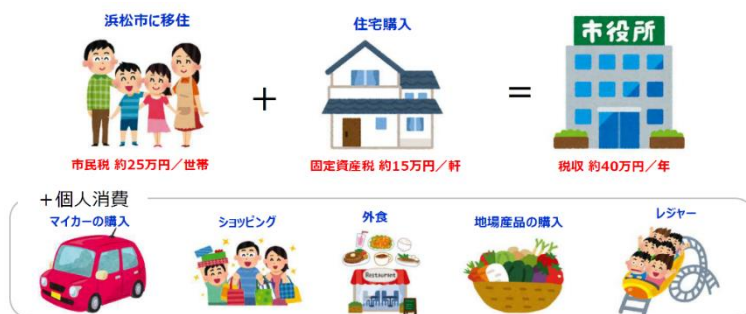 浜松市に移住
住宅購入
市役所
＋
＝
市民税 約25万円／世帯
固定資産税 約15万円／軒
税収 約40万円／年
＋個人消費
マイカーの購入
ショッピング
外食
地場産品の購入
レジャー
Restaurant